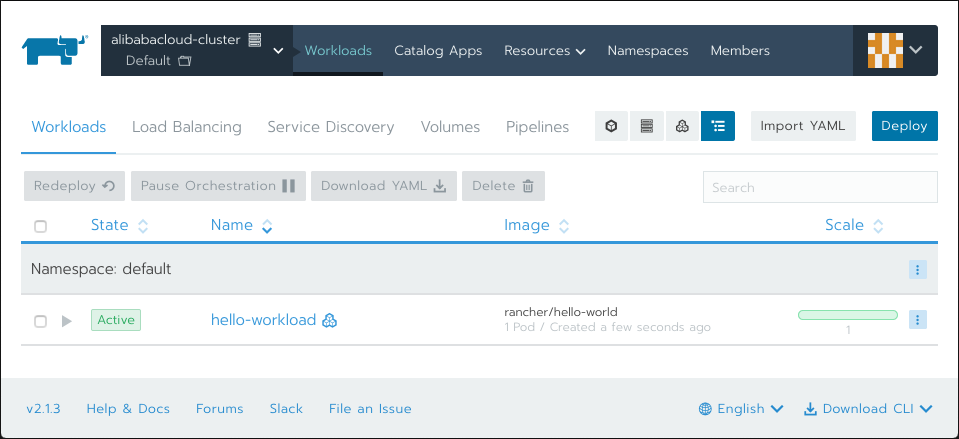 alibabacloud-cluster
Default
Workloads
Catalog Apps
Resources
Namespaces
Members
Workloads
Load Balancing
Service Discovery
Volumes
Pipelines
Import YAML
Deploy
Redeploy
Pause Orchestration
Download YAML
Delete
Search
State
Name
Image
Scale
Namespace: default
Active
hello-workload
rancher/hello-world
1 Pod / Created a few seconds ago
1
v2.1.3
Help & Docs
Forums
Slack
File an Issue
English
Download CLI